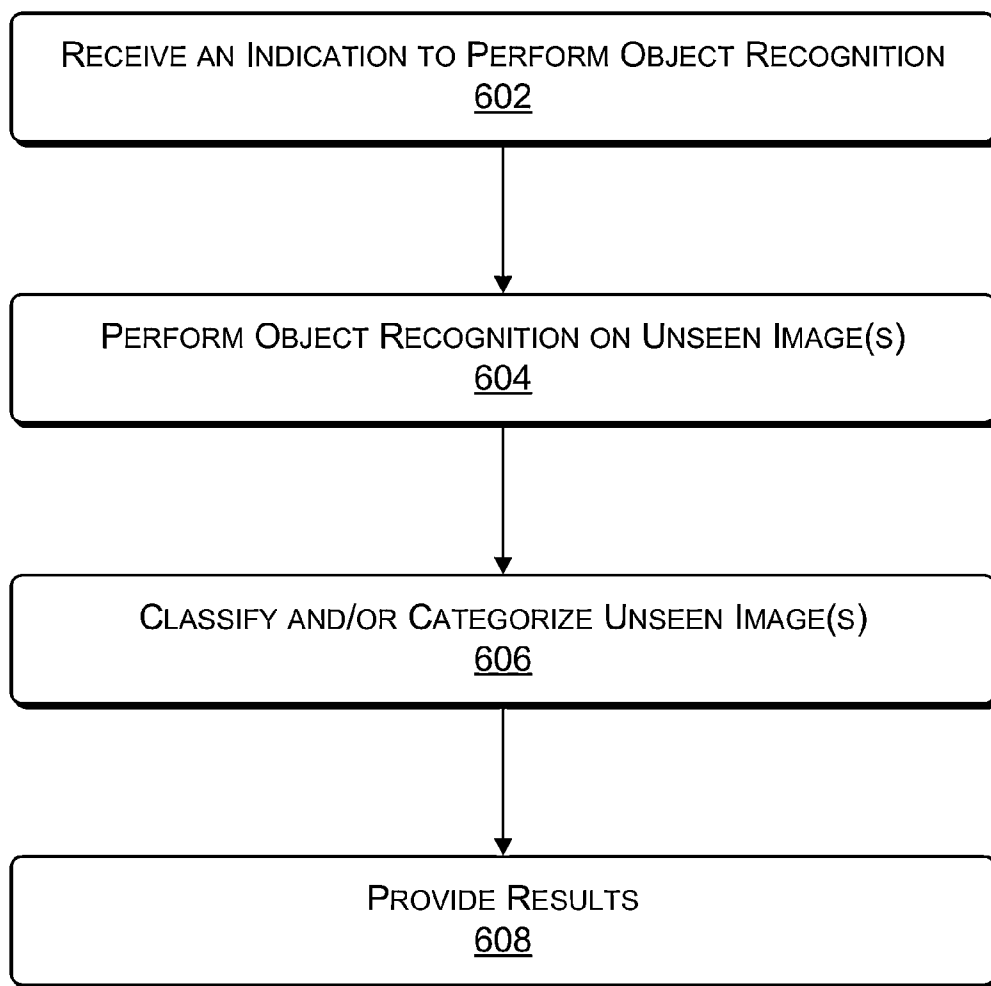 RECEIVE AN INDICATION TO PERFORM OBJECT RECOGNITION
602
PERFORM OBJECT RECOGNITION ON UNSEEN IMAGE(S)
604
CLASSIFY AND/OR CATEGORIZE UNSEEN IMAGE(S)
606
PROVIDE RESULTS
608